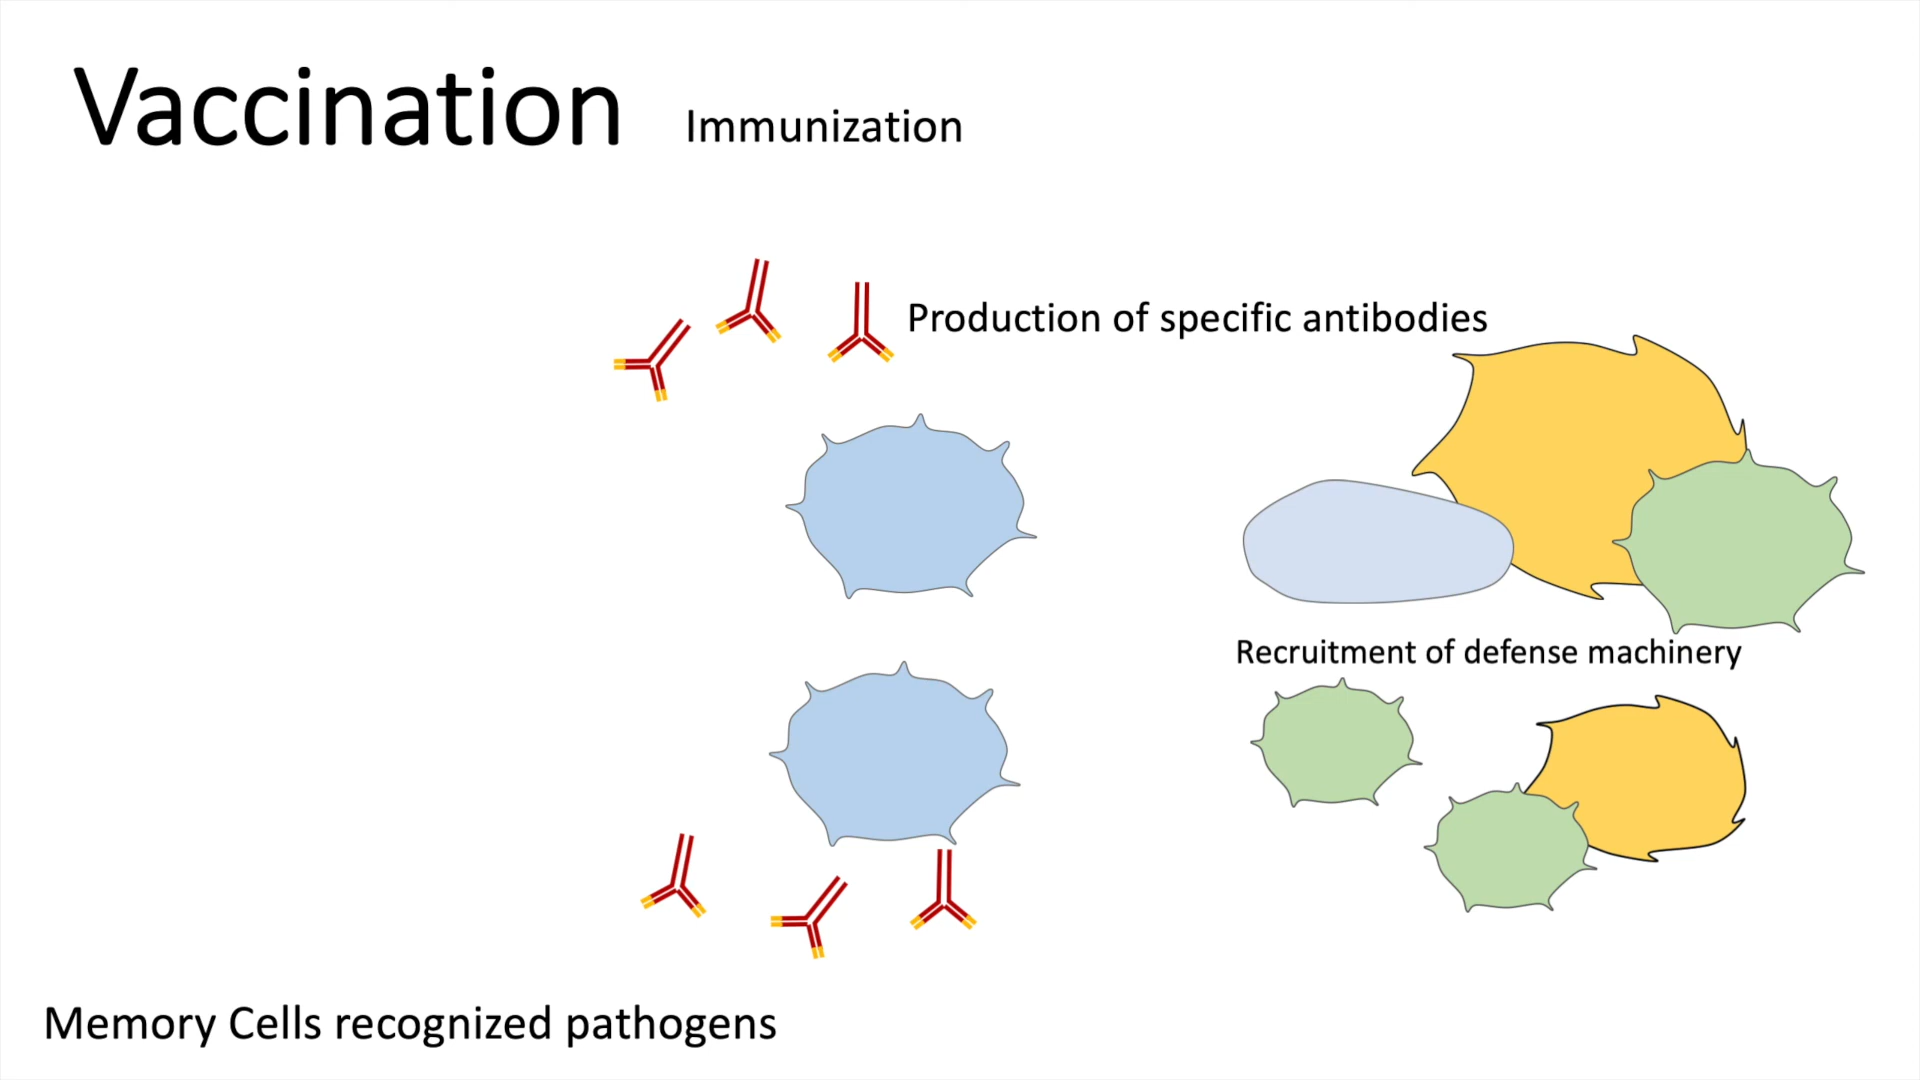 Vaccination
Immunization
Production of specific antibodies
Recruitment of defense machinery
Memory Cells recognized pathogens